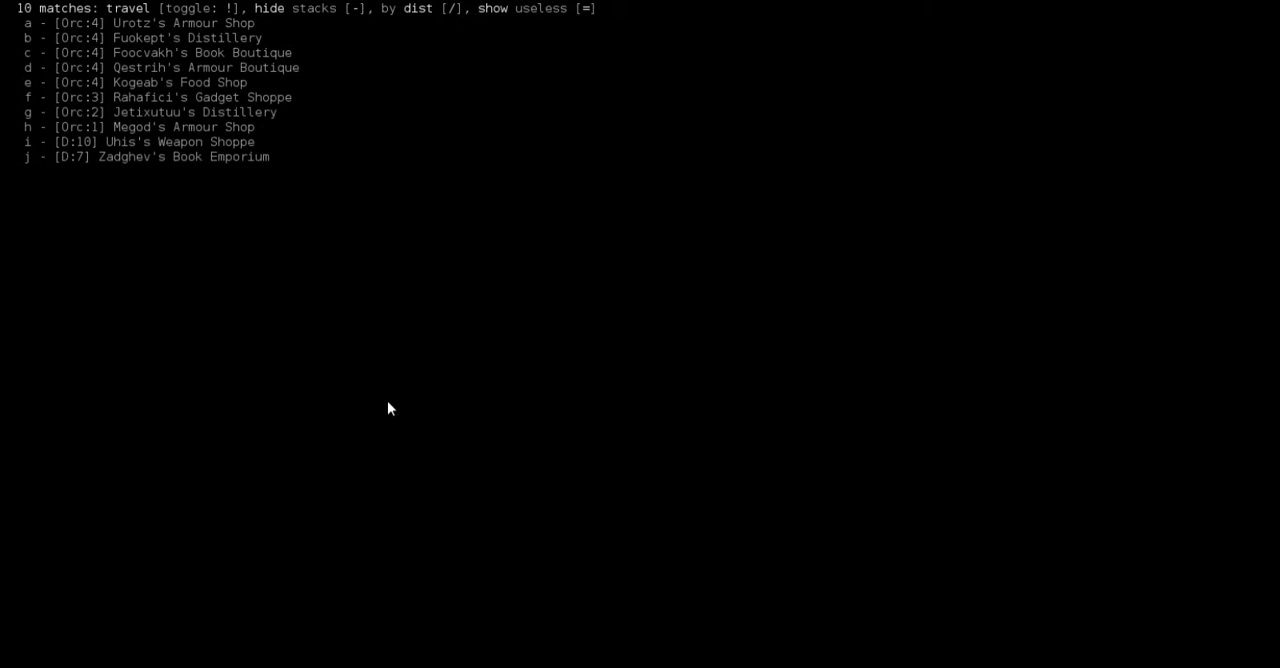 10 matches: travel [toggle: !], hide stacks [-], by dist [/], show useless [=]
a - [Orc:4] Urotz's Armour Shop
b - [Orc:4] Fuokept's Distillery
c - [Orc:4] Foocvakh's Book Boutique
d - [Orc:4] Qestrih's Armour Boutique
e - [Orc:4] Kogeab's Food Shop
f - [Orc:3] Rahafici's Gadget Shoppe
g - [Orc:2] Jetixutuu's Distillery
h - [Orc:1] Megod's Armour Shop
i - [D:10] Uhis's Weapon Shoppe
j - [D:7] Zadghev's Book Emporium